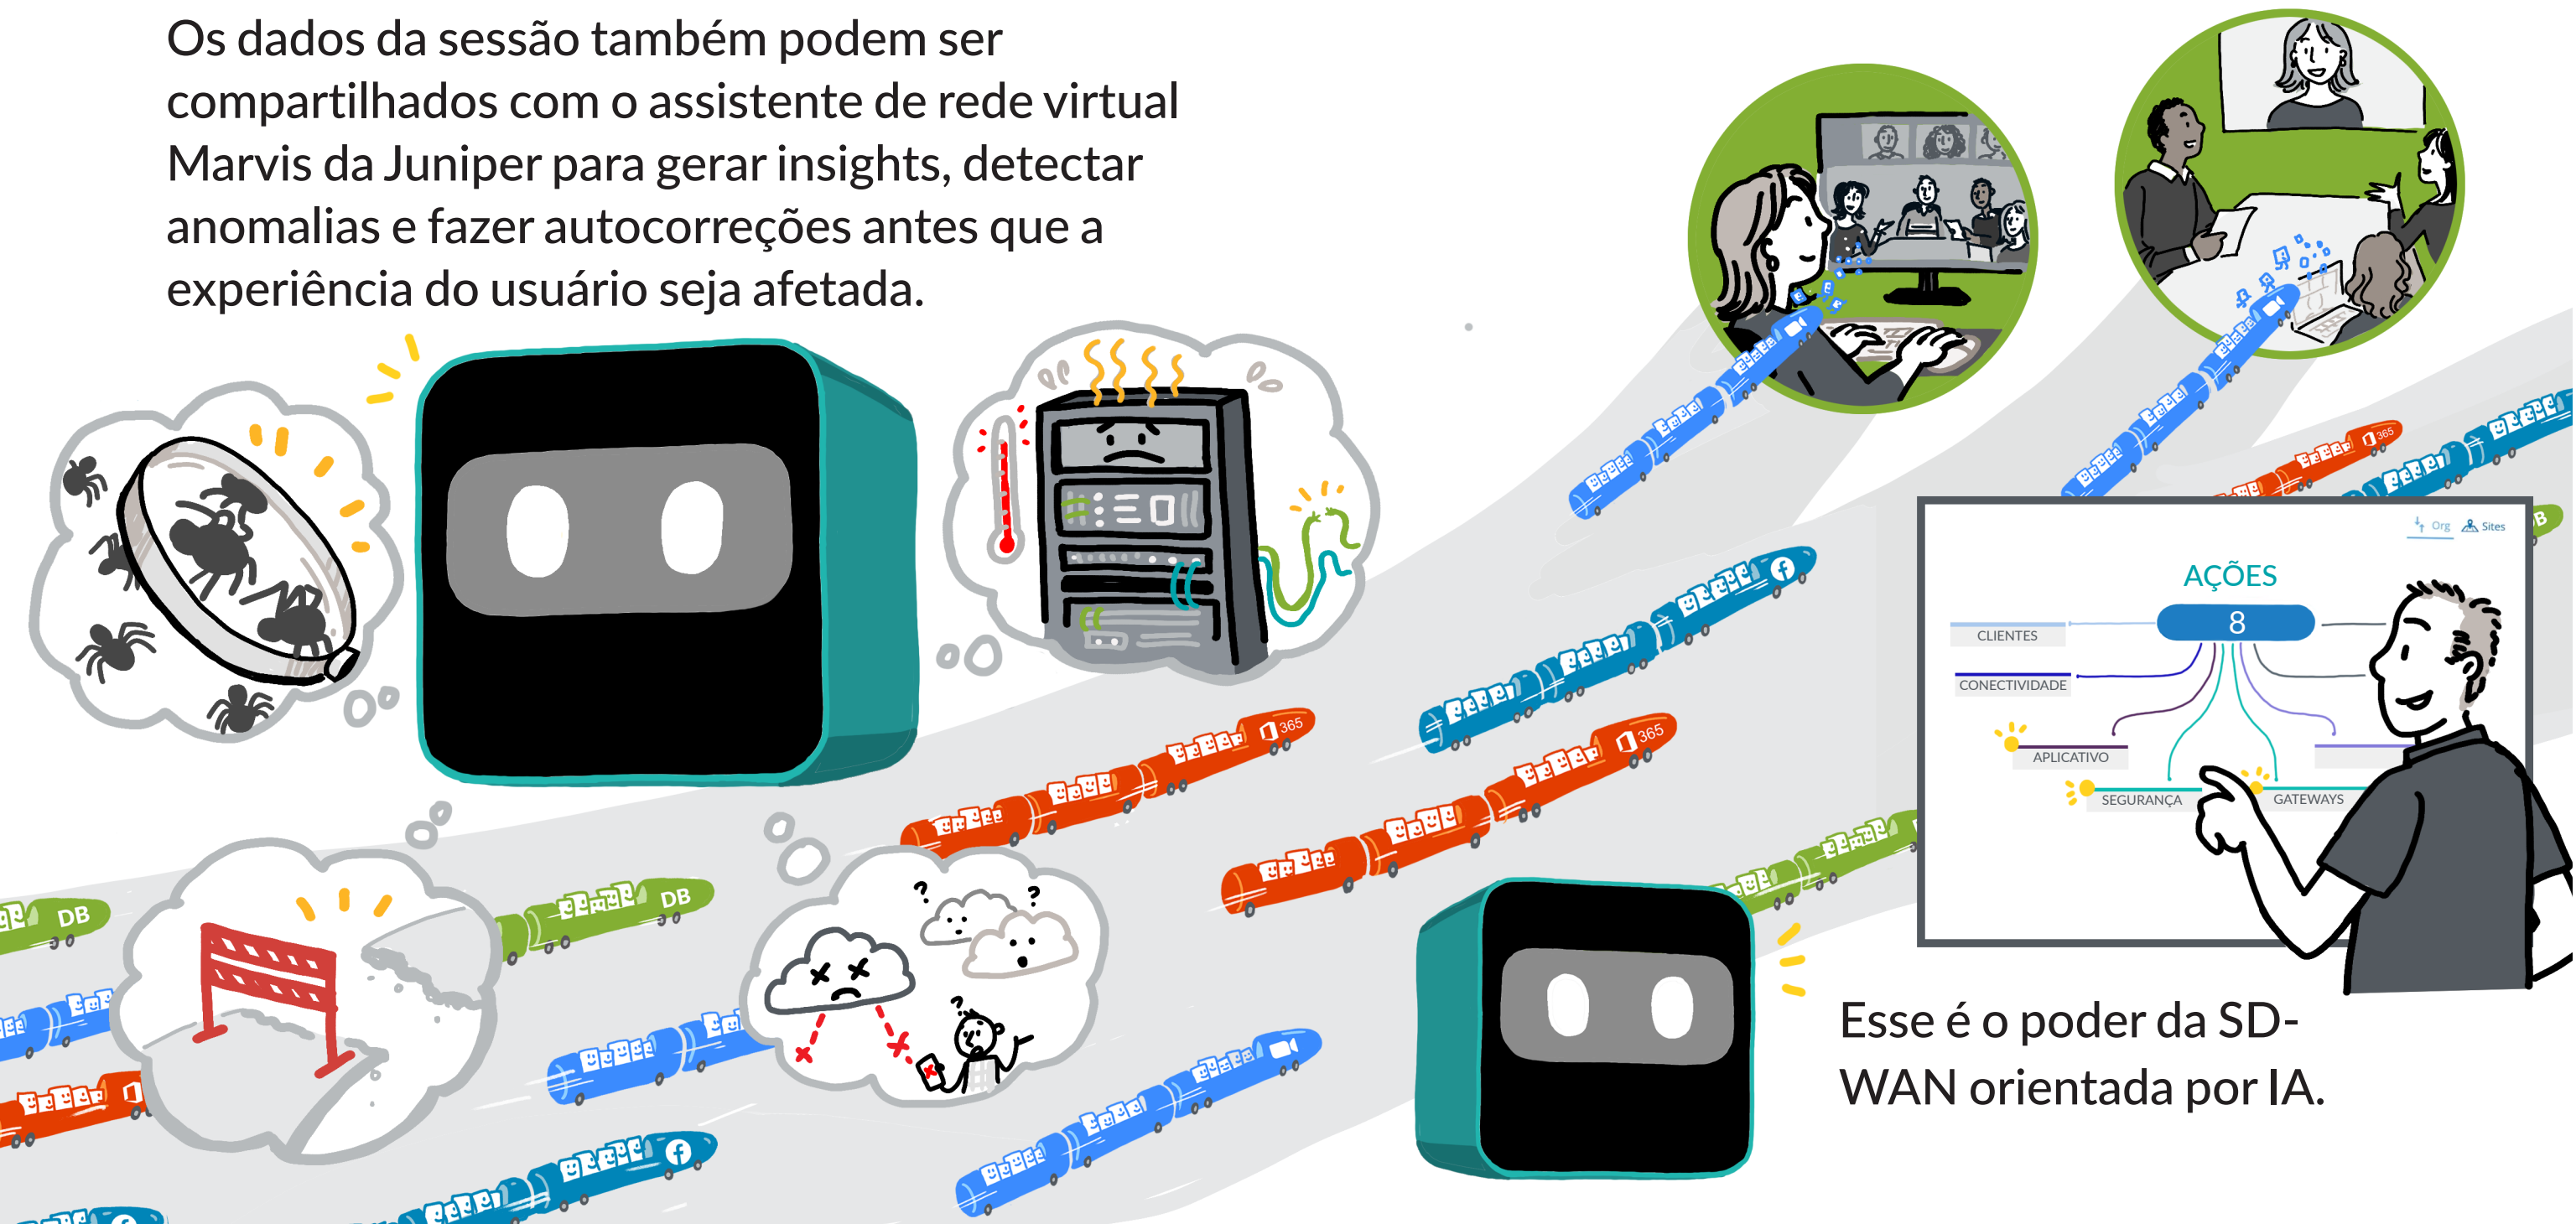 Os dados da sessão também podem ser
compartilhados com o assistente de rede virtual
Marvis da Juniper para gerar insights, detectar
anomalias e fazer autocorreções antes que a
experiência do usuário seja afetada.
365
Org Sites
B
AÇÕES
8
CLIENTES
CONECTIVIDADE
APLICATIVO
SEGURANÇA
GATEWAYS
365
365
DB
DB
? ?
?
Esse é o poder da SD-
WAN orientada por IA.